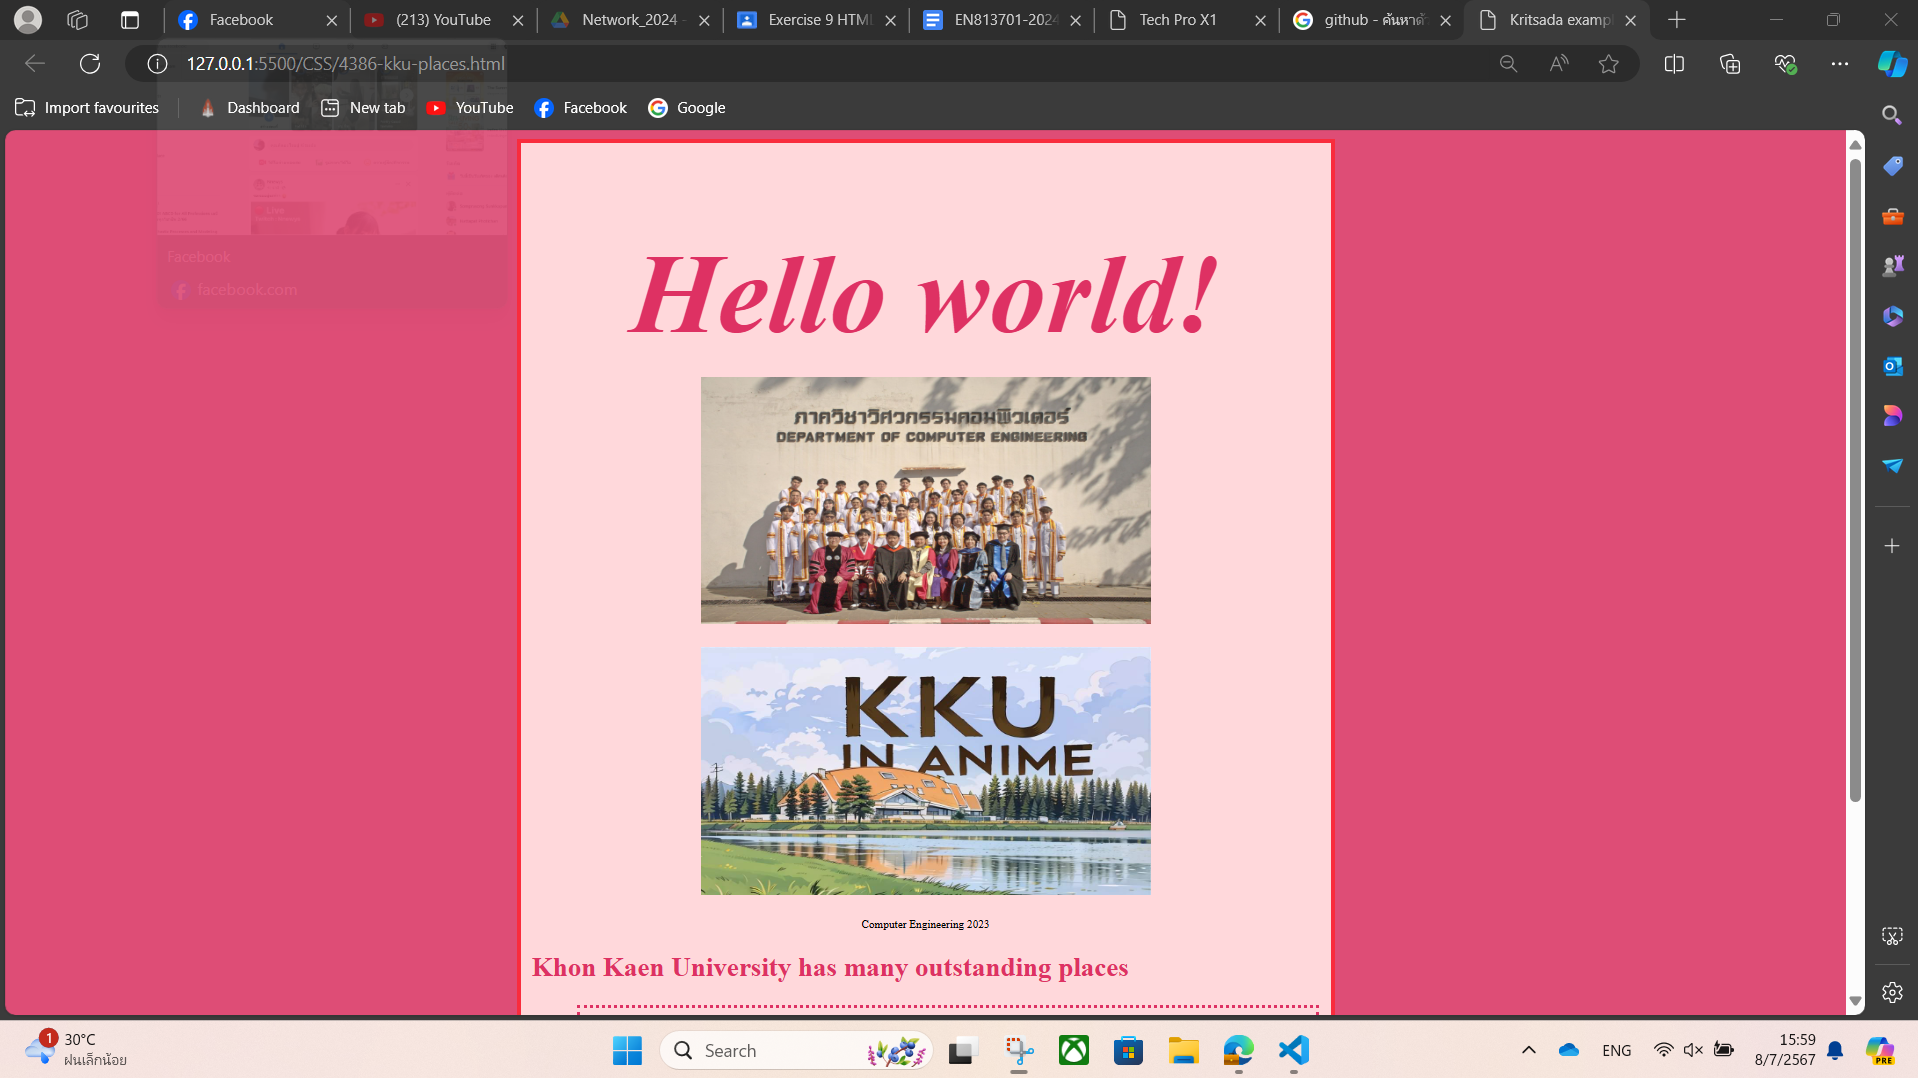 Facebook
(213) YouTube
Network_2024 -
Exercise 9 HTML
EN813701-2024
Tech Pro X1
github - ค้นหาด้ว
Kritsada exampl
127.0.0.1:5500/CSS/4386-kku-places.html
Import favourites
Dashboard
New tab
YouTube
Facebook
Google
Facebook
facebook.com
Hello world!
ภาควิชาวิศวกรรมคอมพิวเตอร์
DEPARTMENT OF COMPUTER ENGINEERING
KKU
IN ANIME
Computer Engineering 2023
Khon Kaen University has many outstanding places
1
30°C
ฝนเล็กน้อย
Search
ENG
15:59
8/7/2567
PRE